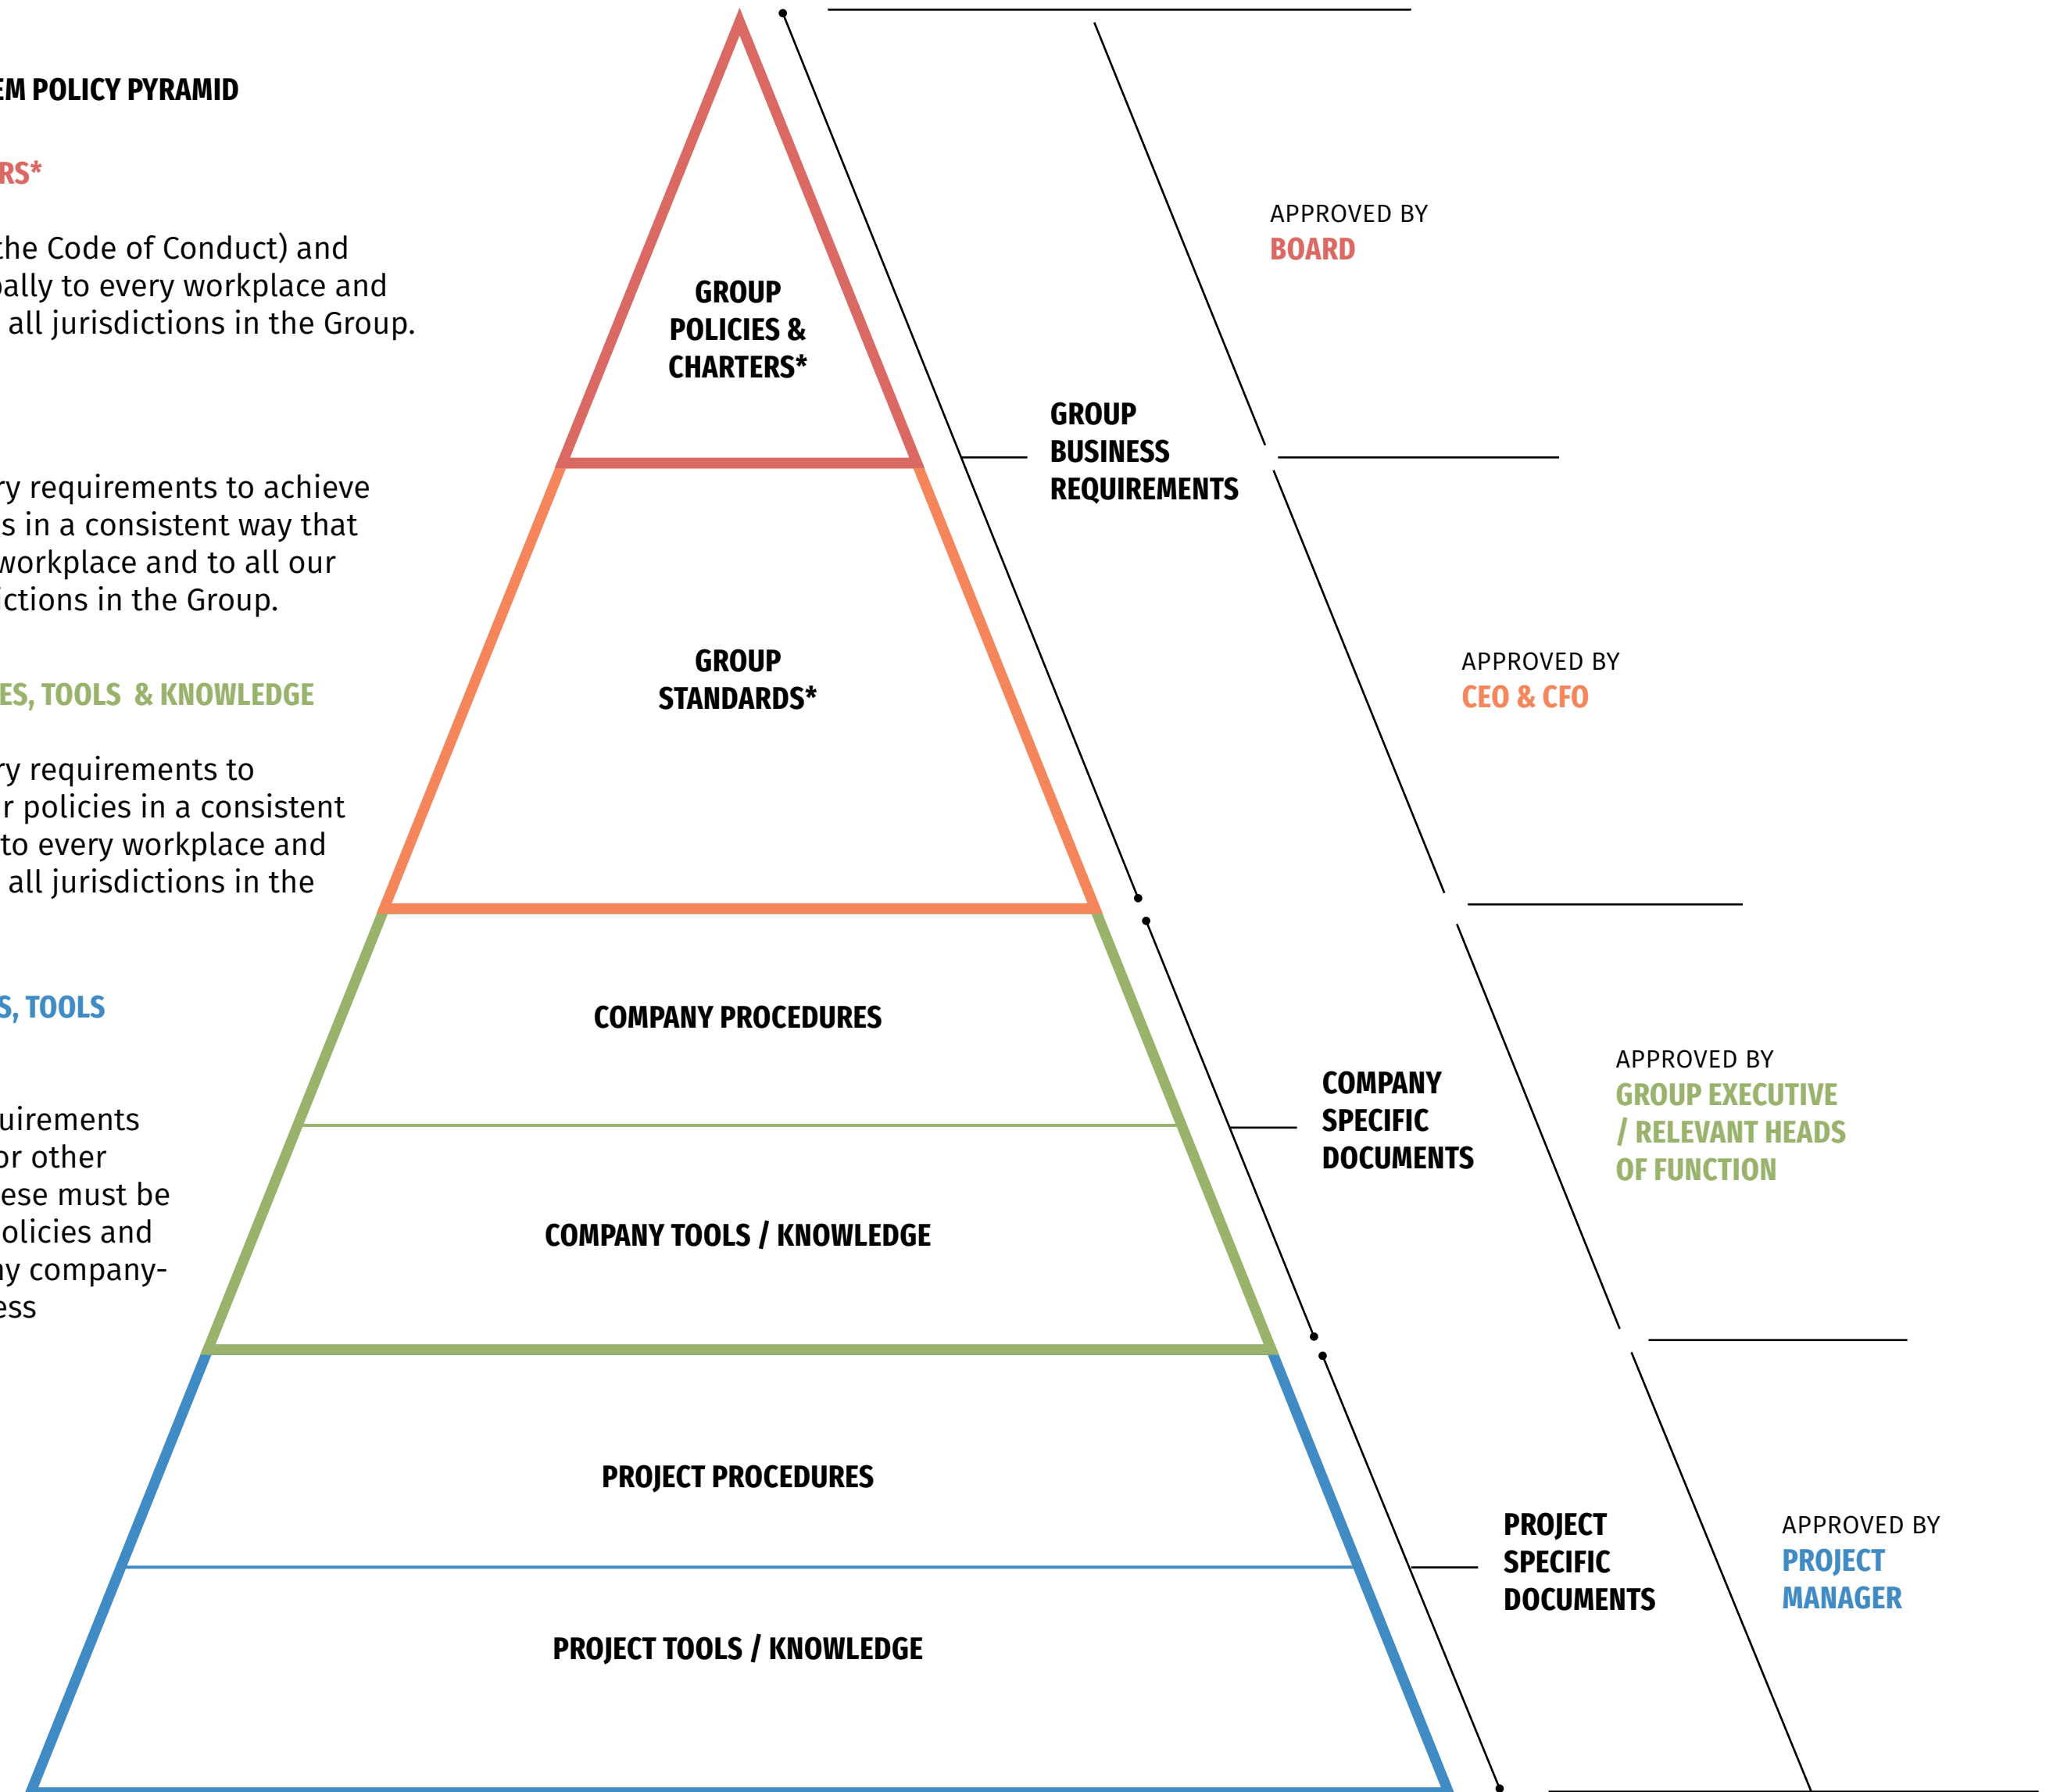 EM POLICY PYRAMID
RS*
the Code of Conduct) and
ally to every workplace and
all jurisdictions in the Group.
ry requirements to achieve
s in a consistent way that
workplace and to all our
ictions in the Group.
ES, TOOLS & KNOWLEDGE
ry requirements to
r policies in a consistent
to every workplace and
all jurisdictions in the
S, TOOLS
uirements
or other
ese must be
olicies and
ny company-
ess
GROUP
POLICIES &
CHARTERS*
GROUP
STANDARDS*
COMPANY PROCEDURES
COMPANY TOOLS / KNOWLEDGE
PROJECT PROCEDURES
PROJECT TOOLS / KNOWLEDGE
GROUP
BUSINESS
REQUIREMENTS
COMPANY
SPECIFIC
DOCUMENTS
PROJECT
SPECIFIC
DOCUMENTS
APPROVED BY
BOARD
APPROVED BY
CEO & CFO
APPROVED BY
GROUP EXECUTIVE
/ RELEVANT HEADS
OF FUNCTION
APPROVED BY
PROJECT
MANAGER